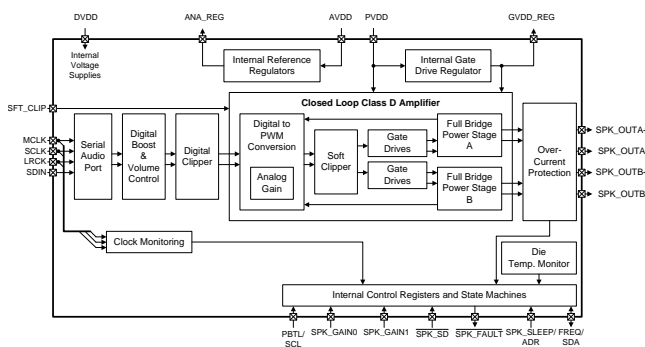 DVDD
ANA_REG
AVDD
PVDD
GVDD_REG
Internal
Voltage
Supplies
Internal Reference
Regulators
Internal Gate
Drive Regulator
SFT_CLIP
Closed Loop Class D Amplifier
MCLK
SCLK
LRCK
SDIN
Serial
Audio
Port
Digital
Boost
&
Volume
Control
Digital
Clipper
Digital to
PWM
Conversion
Analog
Gain
Soft
Clipper
Gate
Drives
Gate
Drives
Full Bridge
Power Stage
A
Full Bridge
Power Stage
B
Over-
Current
Protection
SPK_OUTA-
SPK_OUTA
SPK_OUTB-
SPK_OUTB
Clock Monitoring
Die
Temp. Monitor
Internal Control Registers and State Machines
PBTL/
SCL
SPK_GAIN0
SPK_GAIN1
SPK_SD
SPK_FAULT
SPK_SLEEP/
ADR
FREQ/
SDA